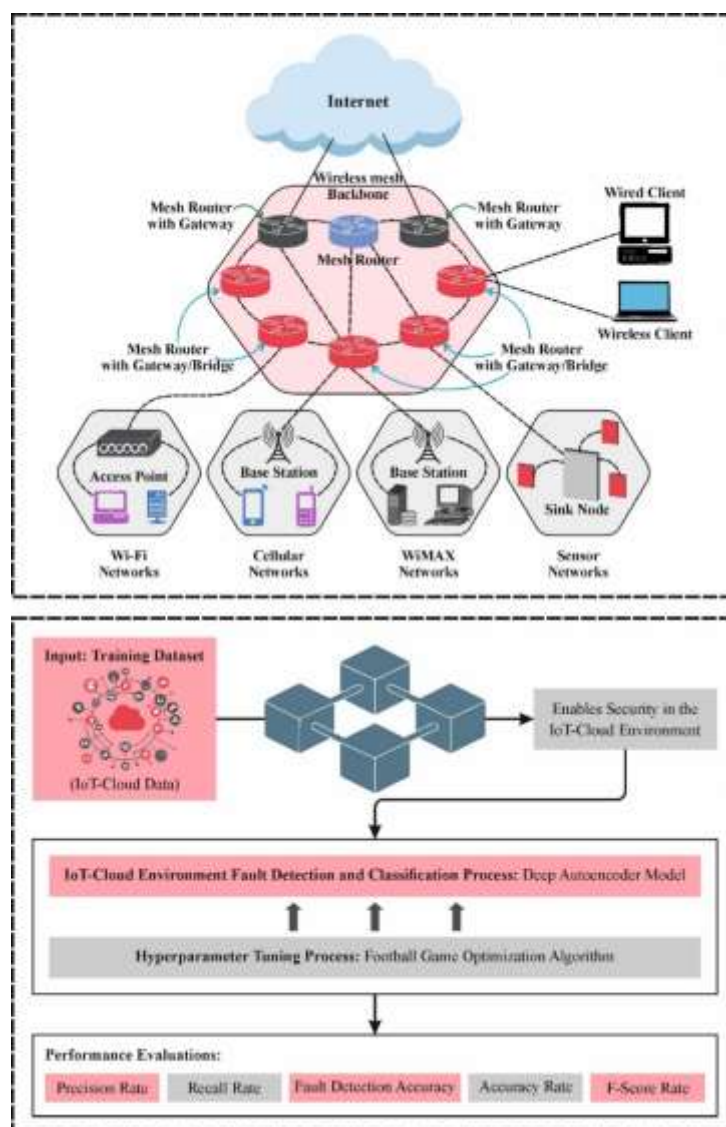 Internet
Wireless mesh
Backbone
Mesh Router
with Gateway
Mesh Router
with Gateway
Wired Client
Mesh Router
Wireless Client
Mesh Router
with Gateway/Bridge
Mesh Router
with Gateway/Bridge
Access Point
Base Station
Base Station
Sink Node
Wi-Fi
Networks
Cellular
Networks
WiMAX
Networks
Sensor
Networks
Input: Training Dataset
(IoT-Cloud Data)
Enables Security in the
IoT-Cloud Environment
IoT-Cloud Environment Fault Detection and Classification Process: Deep Autoencoder Model
Hyperparameter Tuning Process: Football Game Optimization Algorithm
Performance Evaluations:
Precision Rate
Recall Rate
Fault Detection Accuracy
Accuracy Rate
F-Score Rate